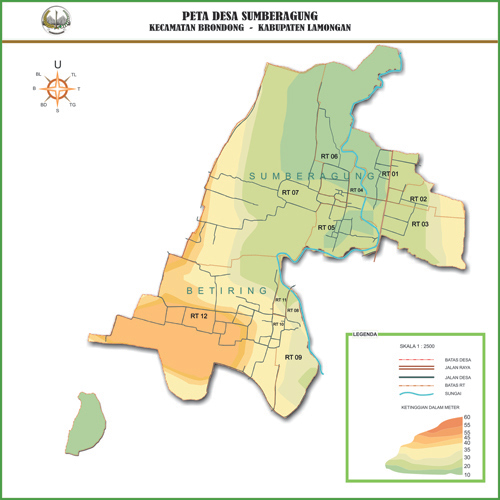 PETA DESA SUMBERAGUNG
KECAMATAN BRONDONG - KABUPATEN LAMONGAN
U
BL TL
B T
BD TG
S
RT 06
RT 01
SUMBERAGUNG
RT 07
RT 04
RT 02
RT 05
RT 03
BETIRING
RT 11
RT 08
RT 12
RT 10
RT 09
LEGENDA
SKALA 1 : 2500
BATAS DESA
JALAN RAYA
JALAN DESA
BATAS RT
SUNGAI
KETINGGIAN DALAM METER
60
55
55
45
40
35
30
20
10